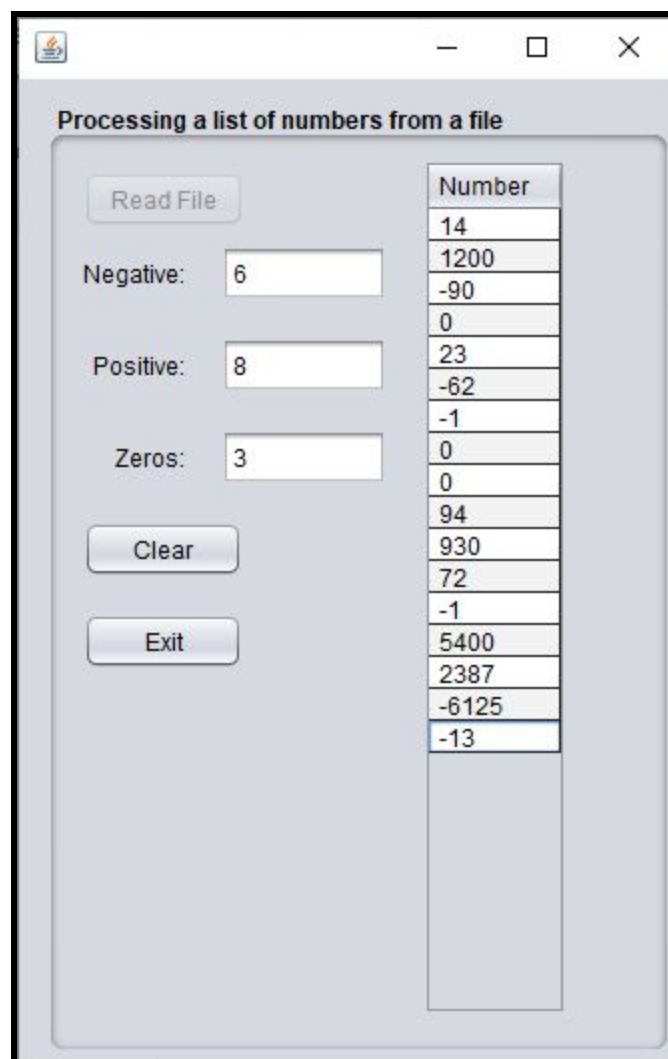 Processing a list of numbers from a file
Read File
Negative: 6
Positive: 8
Zeros: 3
Clear
Exit
Number
14
1200
-90
0
23
-62
-1
0
0
94
930
72
-1
5400
2387
-6125
-13